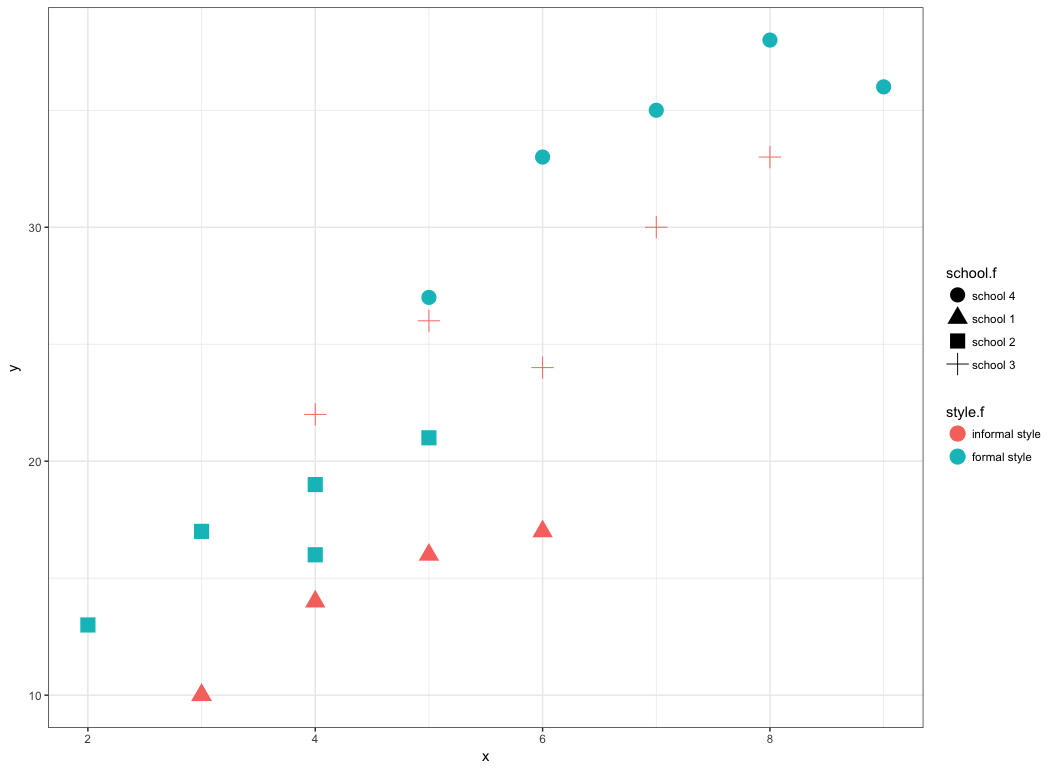 y
30
20
10
2
4
6
8
x
school.f
school 4
school 1
school 2
school 3
style.f
informal style
formal style